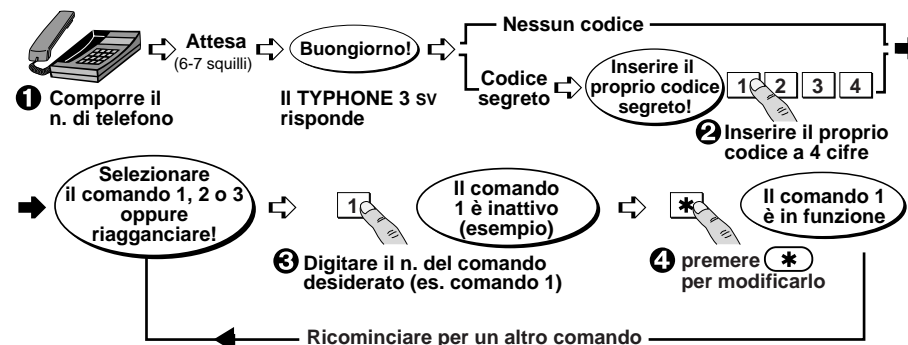 Nessun codice
Attesa
(6-7 squilli)
Buongiorno!
Codice
segreto
Inserire il
proprio codice
segreto!
1 2 3 4
1 Comporre il
n. di telefono
Il TYPHONE 3 SV
risponde
2 Inserire il proprio
codice a 4 cifre
Selezionare
il comando 1, 2 o 3
oppure
riagganciare!
1
Il comando
1 è inattivo
(esempio)
*
Il comando 1
è in funzione
3 Digitare il n. del comando
desiderato (es. comando 1)
4 premere *
per modificarlo
Ricominciare per un altro comando